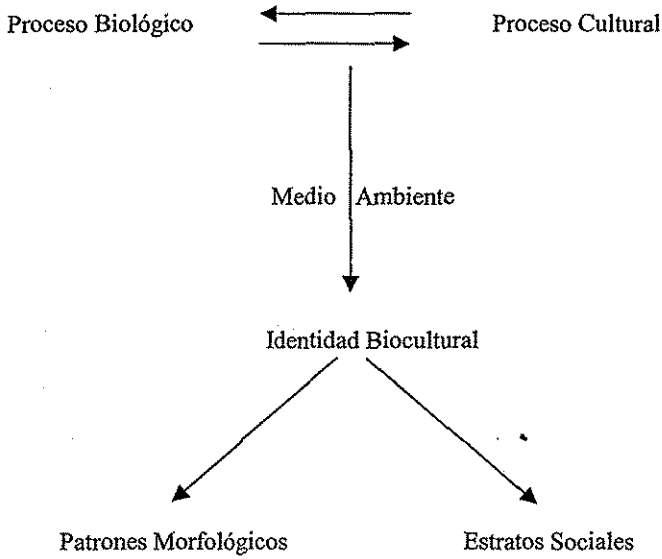 Proceso Biológico Proceso Cultural
Medio Ambiente
Identidad Biocultural
Patrones Morfológicos Estratos Sociales